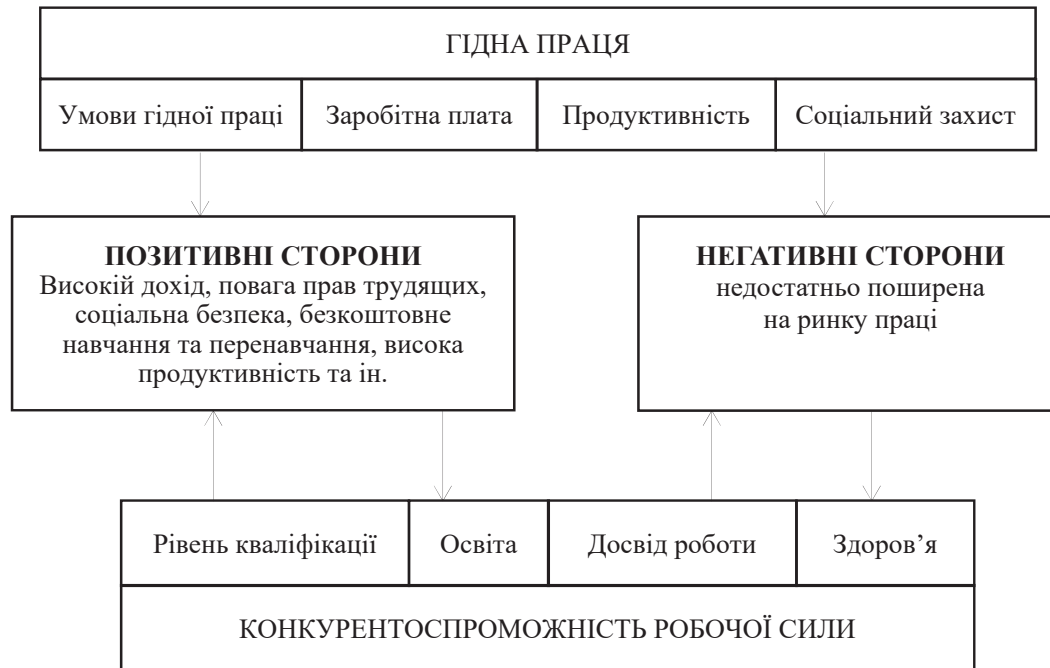 ГІДНА ПРАЦЯ
Умови гідної праці
Заробітна плата
Продуктивність
Соціальний захист
ПОЗИТИВНІ СТОРОНИ
Високій дохід, повага прав трудящих,
соціальна безпека, безкоштовне
навчання та перенавчання, висока
продуктивність та ін.
НЕГАТИВНІ СТОРОНИ
недостатньо поширена
на ринку праці
Рівень кваліфікації
Освіта
Досвід роботи
Здоров’я
КОНКУРЕНТОСПРОМОЖНІСТЬ РОБОЧОЇ СИЛИ